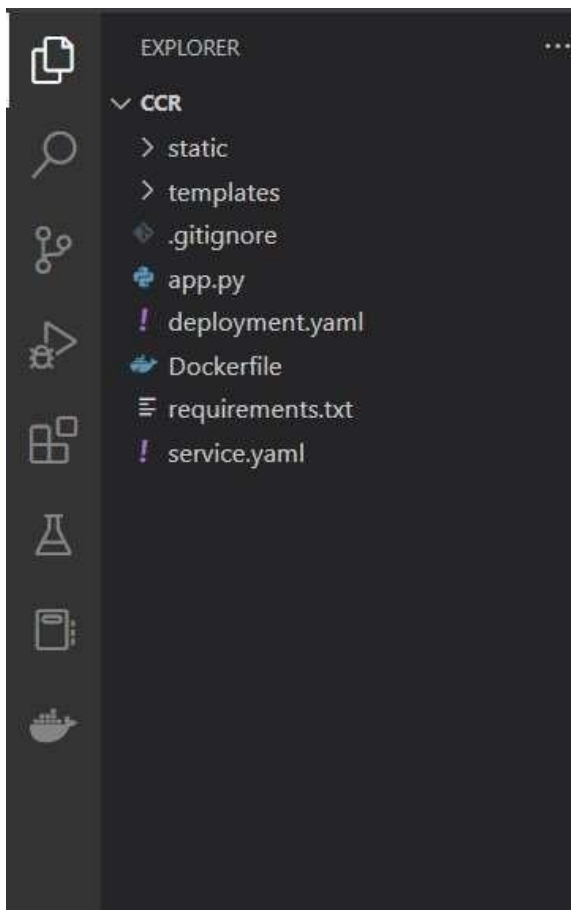 EXPLORER ...
CCR
static
templates
.gitignore
app.py
! deployment.yaml
Dockerfile
requirements.txt
! service.yaml